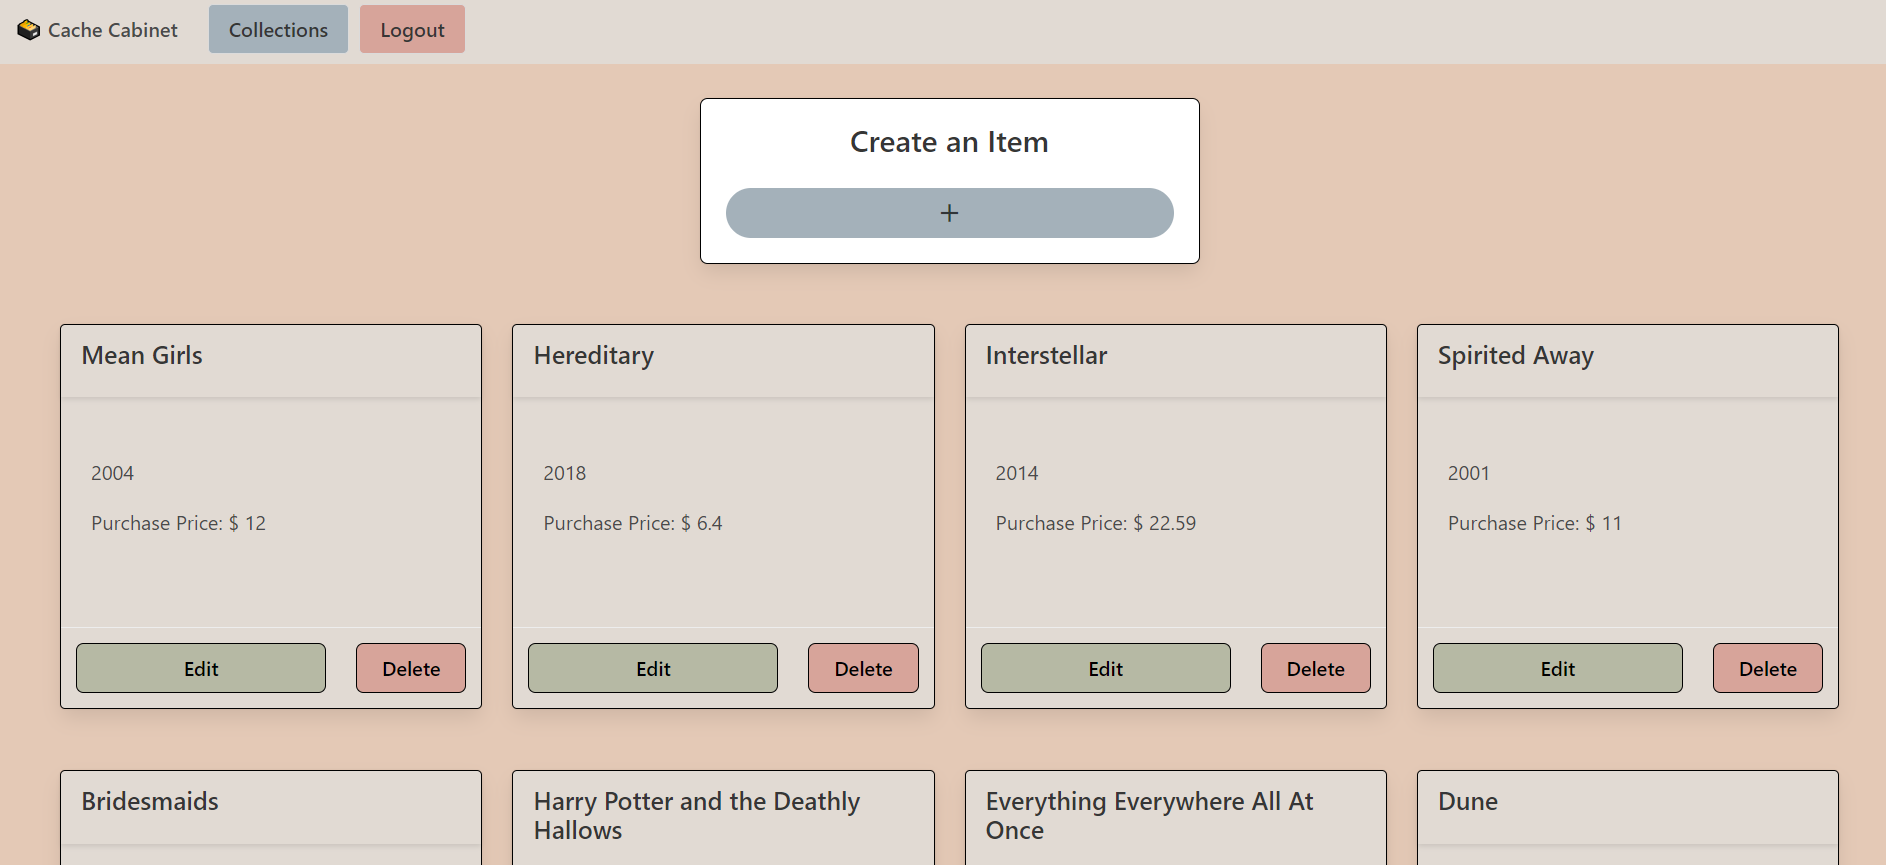 Cache Cabinet
Collections
Logout
Create an Item
+
Mean Girls
2004
Purchase Price: $ 12
Edit
Delete
Hereditary
2018
Purchase Price: $ 6.4
Edit
Delete
Interstellar
2014
Purchase Price: $ 22.59
Edit
Delete
Spirited Away
2001
Purchase Price: $ 11
Edit
Delete
Bridesmaids
Harry Potter and the Deathly
Hallows
Everything Everywhere All At
Once
Dune